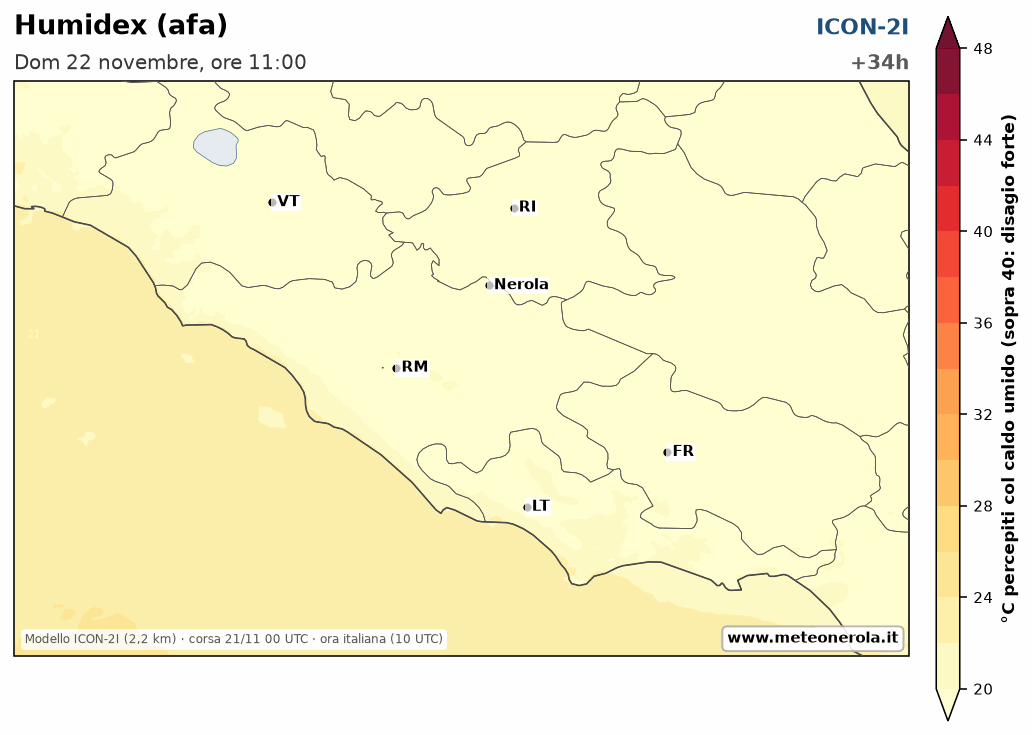 Humidex (afa)
ICON-2I
Dom 22 novembre, ore 11:00
+34h
VT
RI
Nerola
RM
FR
LT
Modello ICON-2I (2,2 km) · corsa 21/11 00 UTC · ora italiana (10 UTC)
www.meteonerola.it
48
44
40
36
32
28
24
20
°C percepiti col caldo umido (sopra 40: disagio forte)